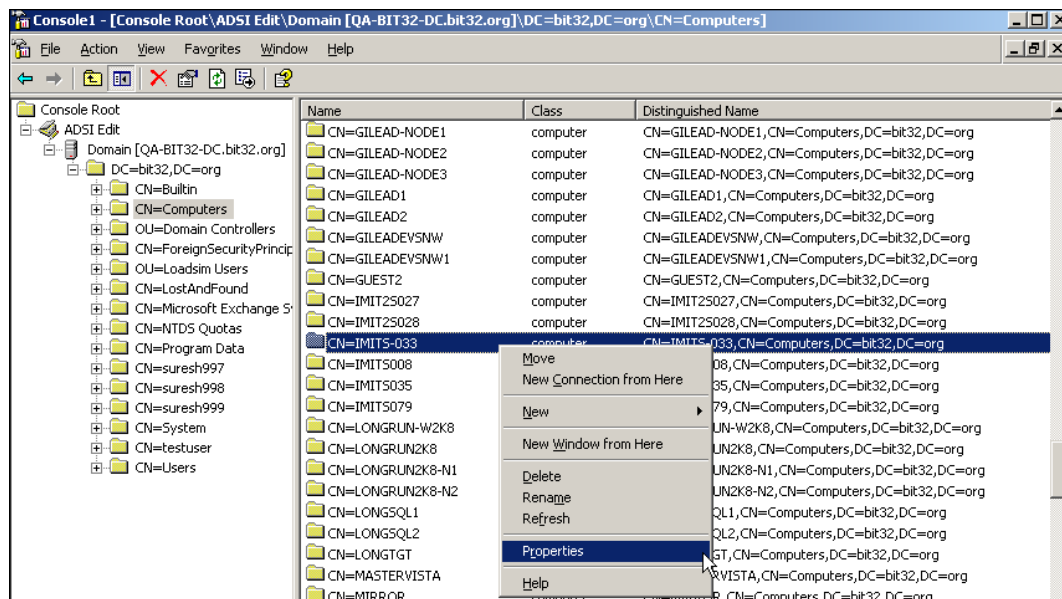 Console1 - [Console Root\ADSI Edit\Domain [QA-BIT32-DC.bit32.org]\DC=bit32,DC=org\CN=Computers]
File Action View Favorites Window Help
Console Root
ADSI Edit
Domain [QA-BIT32-DC.bit32.org]
DC=bit32,DC=org
CN=Builtin
CN=Computers
OU=Domain Controllers
CN=ForeignSecurityPrincip
OU=Loadsim Users
CN=LostAndFound
CN=Microsoft Exchange S
CN=NTDS Quotas
CN=Program Data
CN=suresh997
CN=suresh998
CN=suresh999
CN=System
CN=testuser
CN=Users
Name Class Distinguished Name
CN=GILEAD-NODE1 computer CN=GILEAD-NODE1,CN=Computers,DC=bit32,DC=org
CN=GILEAD-NODE2 computer CN=GILEAD-NODE2,CN=Computers,DC=bit32,DC=org
CN=GILEAD-NODE3 computer CN=GILEAD-NODE3,CN=Computers,DC=bit32,DC=org
CN=GILEAD1 computer CN=GILEAD1,CN=Computers,DC=bit32,DC=org
CN=GILEAD2 computer CN=GILEAD2,CN=Computers,DC=bit32,DC=org
CN=GILEADEVSNW computer CN=GILEADEVSNW,CN=Computers,DC=bit32,DC=org
CN=GILEADEVSNW1 computer CN=GILEADEVSNW1,CN=Computers,DC=bit32,DC=org
CN=GUEST2 computer CN=GUEST2,CN=Computers,DC=bit32,DC=org
CN=IMIT2S027 computer CN=IMIT2S027,CN=Computers,DC=bit32,DC=org
CN=IMIT2S028 computer CN=IMIT2S028,CN=Computers,DC=bit32,DC=org
CN=IMITS-033 computer CN=IMITS-033,CN=Computers,DC=bit32,DC=org
CN=IMITS008 08,CN=Computers,DC=bit32,DC=org
CN=IMITS035 35,CN=Computers,DC=bit32,DC=org
CN=IMITS079 79,CN=Computers,DC=bit32,DC=org
CN=LONGRUN-W2K8 UN-W2K8,CN=Computers,DC=bit32,DC=org
CN=LONGRUN2K8 UN2K8,CN=Computers,DC=bit32,DC=org
CN=LONGRUN2K8-N1 UN2K8-N1,CN=Computers,DC=bit32,DC=org
CN=LONGRUN2K8-N2 UN2K8-N2,CN=Computers,DC=bit32,DC=org
CN=LONGSQL1 QL1,CN=Computers,DC=bit32,DC=org
CN=LONGSQL2 QL2,CN=Computers,DC=bit32,DC=org
CN=LONGTGT GT,CN=Computers,DC=bit32,DC=org
CN=MASTERVISTA VISTA,CN=Computers,DC=bit32,DC=org
CN=MIRROR R,CN=Computers,DC=bit32,DC=org
Move
New Connection from Here
New
New Window from Here
Delete
Rename
Refresh
Properties
Help